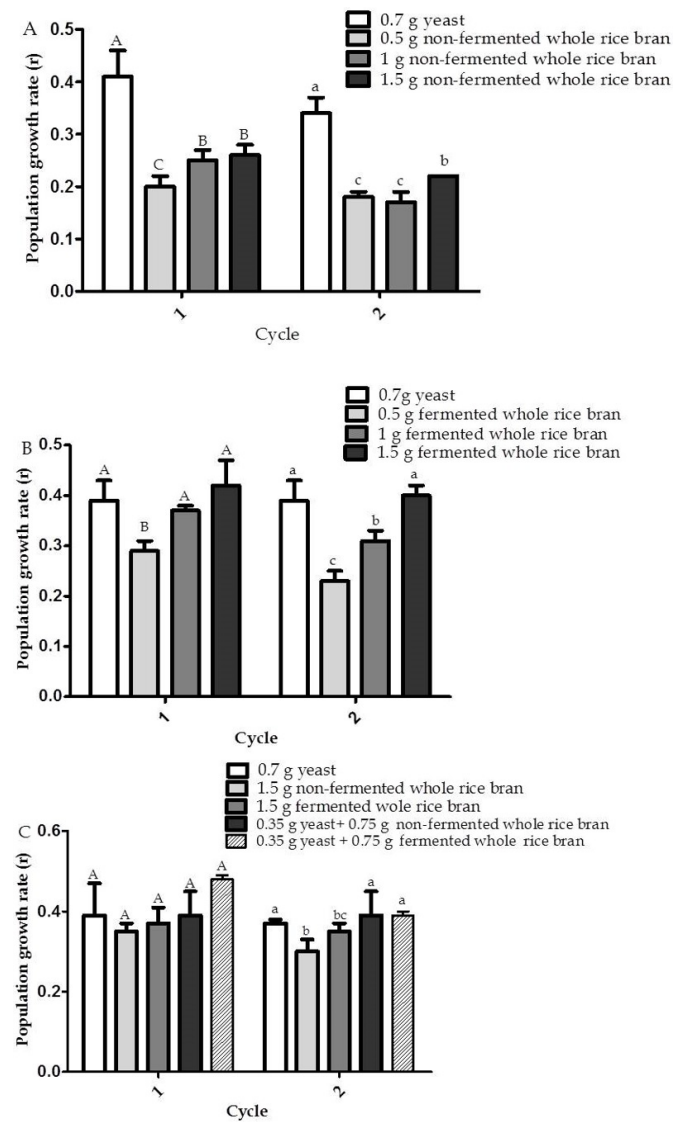 A
0.7 g yeast
0.5 g non-fermented whole rice bran
1 g non-fermented whole rice bran
1.5 g non-fermented whole rice bran
Population growth rate (r)
0.5
0.4
0.3
0.2
0.1
0.0
A
C
B
B
a
c
c
b
1
2
Cycle
B
0.7g yeast
0.5 g fermented whole rice bran
1 g fermented whole rice bran
1.5 g fermented whole rice bran
Population growth rate (r)
0.5
0.4
0.3
0.2
0.1
0.0
A
B
A
A
a
c
b
a
1
2
Cycle
C
0.7 g yeast
1.5 g non-fermented whole rice bran
1.5 g fermented wole rice bran
0.35 g yeast+ 0.75 g non-fermented whole rice bran
0.35 g yeast + 0.75 g fermented whole rice bran
Population growth rate (r)
0.6
0.4
0.2
0.0
A
A
A
A
A
a
b
bc
a
a
1
2
Cycle